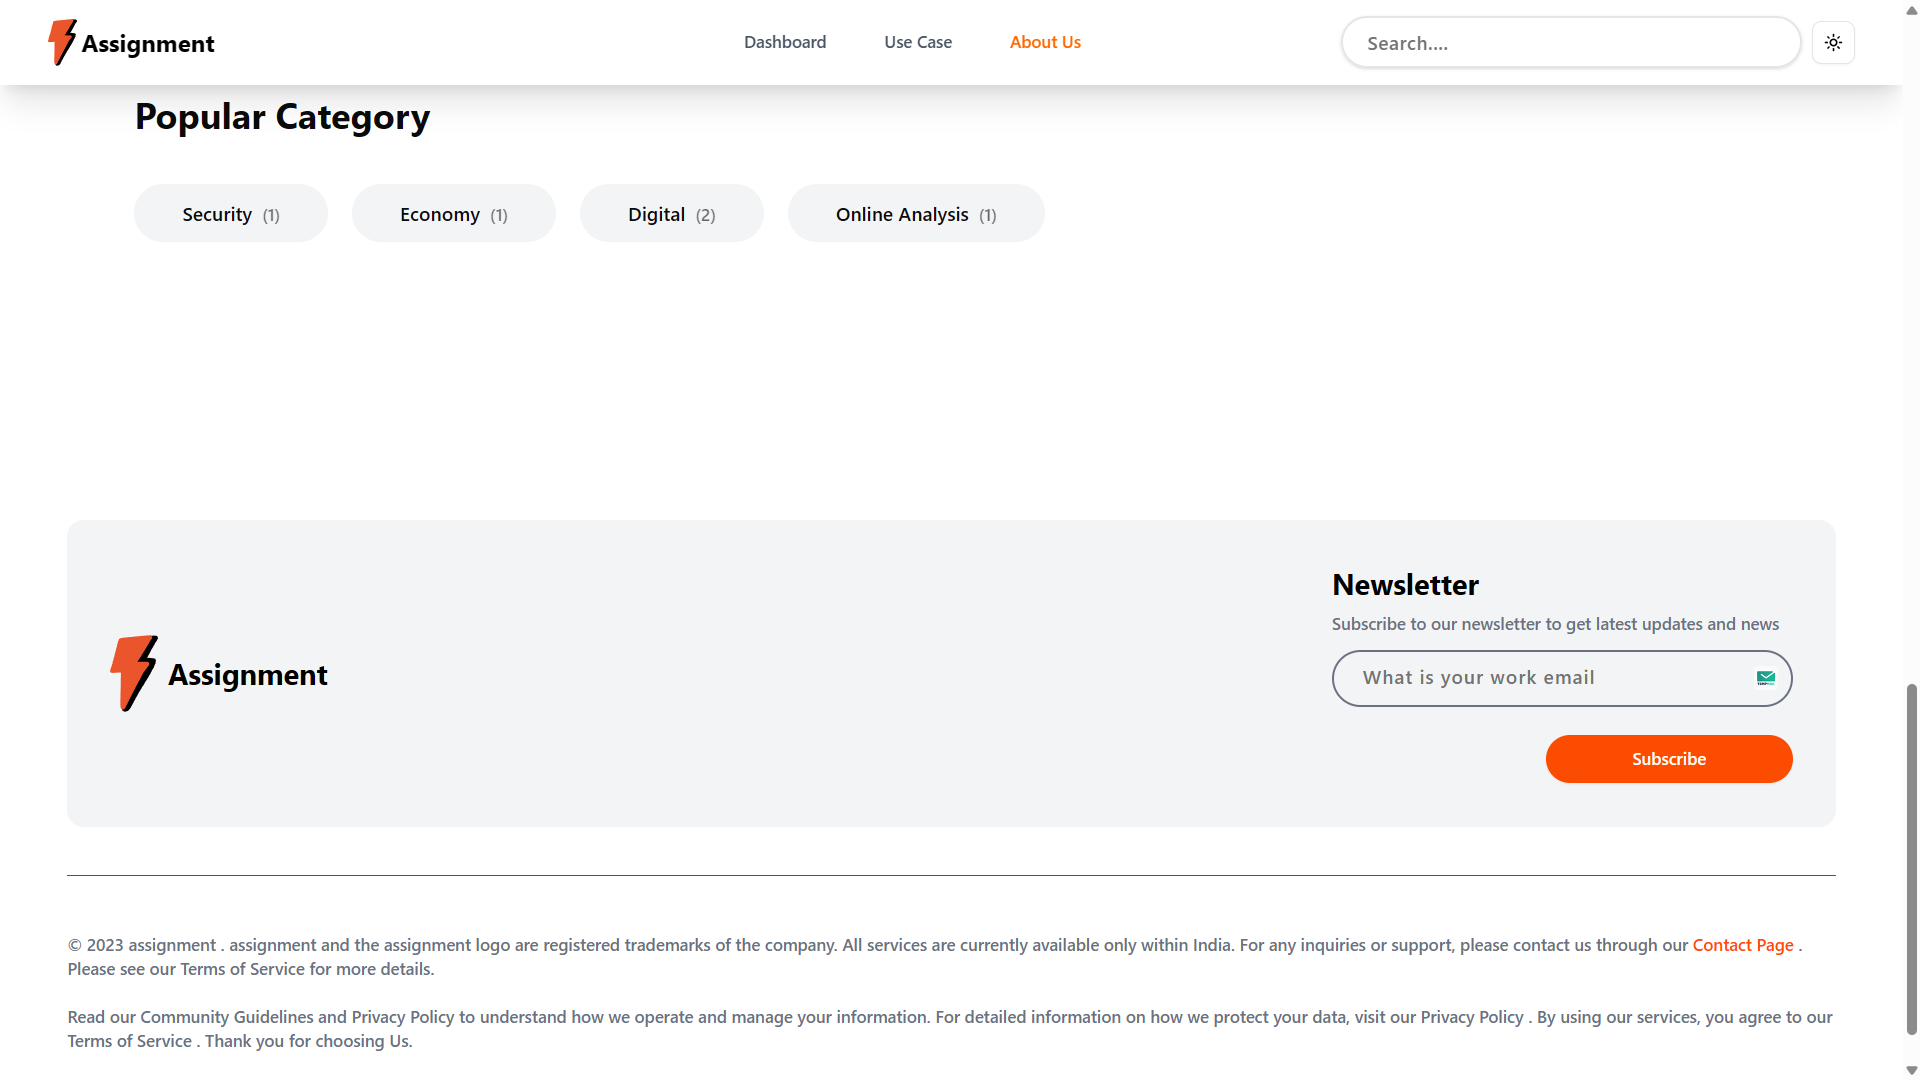 Assignment
Dashboard
Use Case
About Us
Search....
Popular Category
Security (1)
Economy (1)
Digital (2)
Online Analysis (1)
Assignment
Newsletter
Subscribe to our newsletter to get latest updates and news
What is your work email
Subscribe
© 2023 assignment . assignment and the assignment logo are registered trademarks of the company. All services are currently available only within India. For any inquiries or support, please contact us through our Contact Page .
Please see our Terms of Service for more details.
Read our Community Guidelines and Privacy Policy to understand how we operate and manage your information. For detailed information on how we protect your data, visit our Privacy Policy . By using our services, you agree to our
Terms of Service . Thank you for choosing Us.